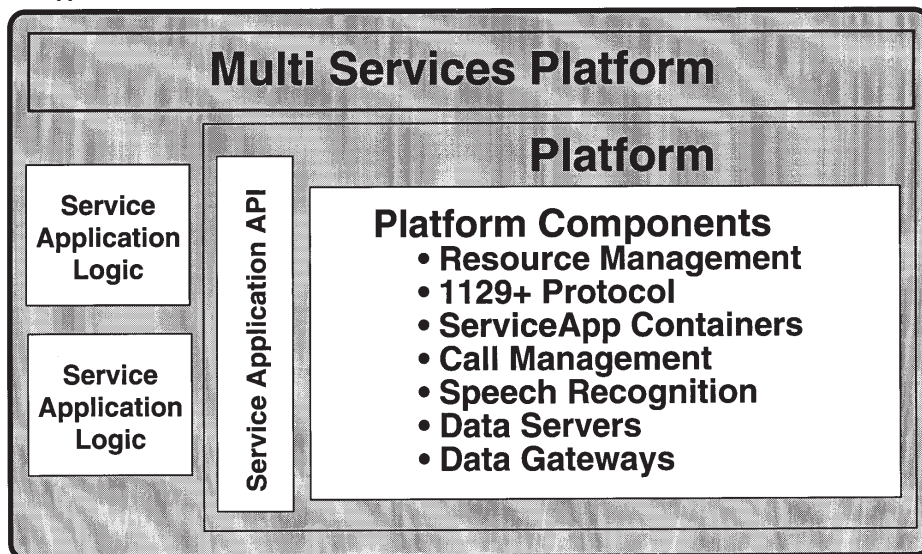 Multi Services Platform
Platform
Service
Application
Logic
Service
Application
Logic
Service Application API
Platform Components
• Resource Management
• 1129+ Protocol
• ServiceApp Containers
• Call Management
• Speech Recognition
• Data Servers
• Data Gateways